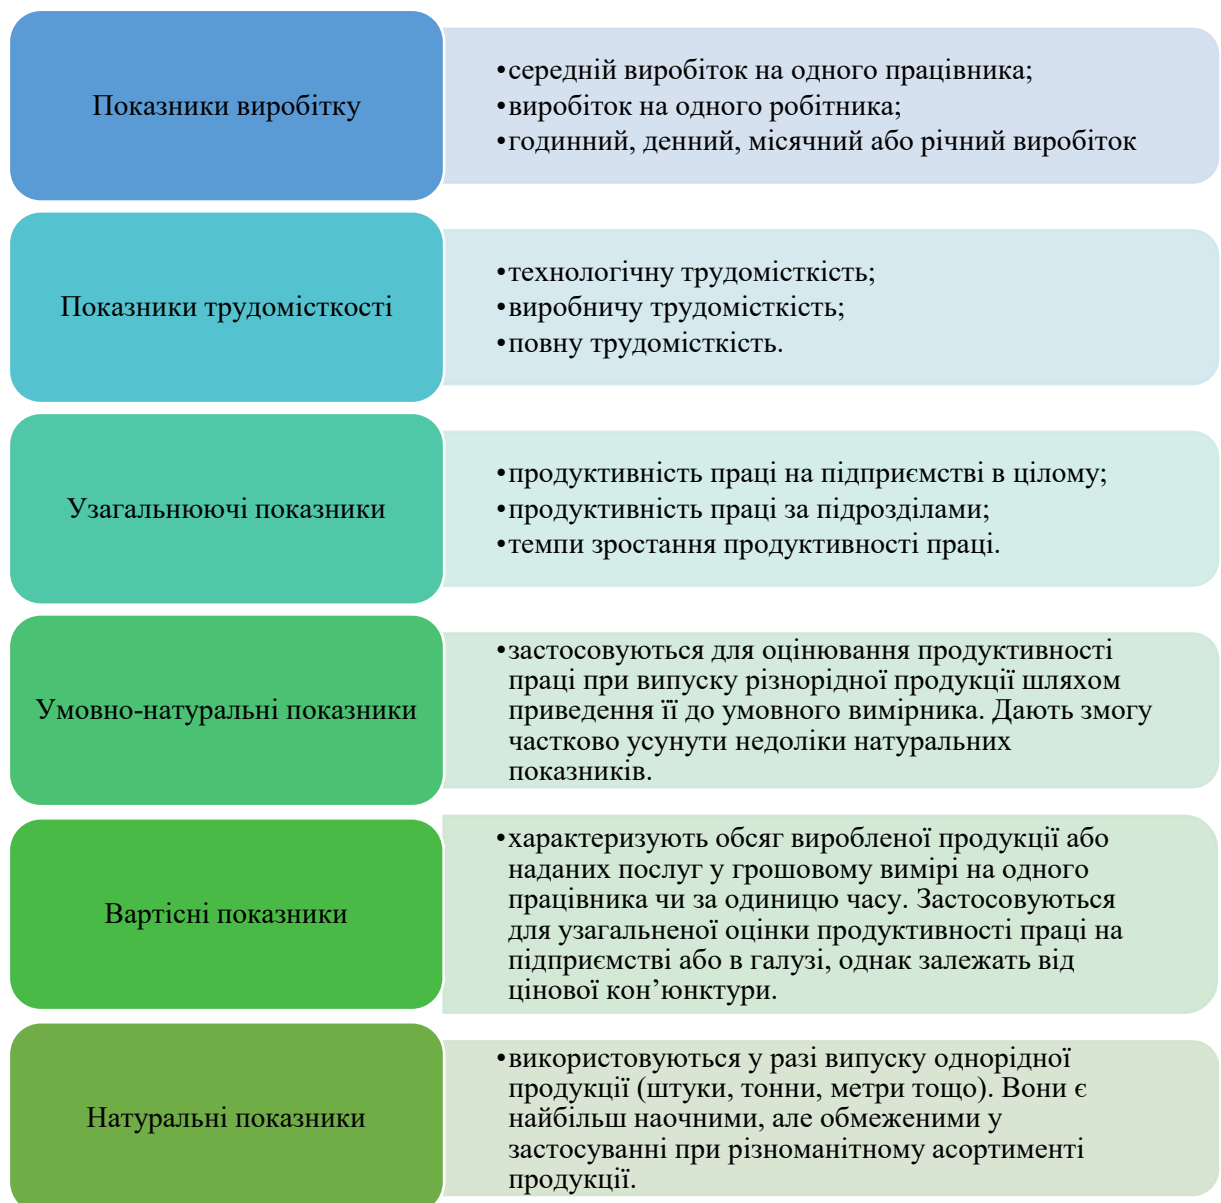 Показники виробітку
•середній виробіток на одного працівника;
•виробіток на одного робітника;
•годинний, денний, місячний або річний виробіток
Показники трудомісткості
•технологічну трудомісткість;
•виробничу трудомісткість;
•повну трудомісткість.
Узагальнюючі показники
•продуктивність праці на підприємстві в цілому;
•продуктивність праці за підрозділами;
•темпи зростання продуктивності праці.
Умовно-натуральні показники
•застосовуються для оцінювання продуктивності
праці при випуску різнорідної продукції шляхом
приведення її до умовного вимірника. Дають змогу
частково усунути недоліки натуральних
показників.
Вартісні показники
•характеризують обсяг виробленої продукції або
наданих послуг у грошовому вимірі на одного
працівника чи за одиницю часу. Застосовуються
для узагальненої оцінки продуктивності праці на
підприємстві або в галузі, однак залежать від
цінової кон’юнктури.
Натуральні показники
•використовуються у разі випуску однорідної
продукції (штуки, тонни, метри тощо). Вони є
найбільш наочними, але обмеженими у
застосуванні при різноманітному асортименті
продукції.